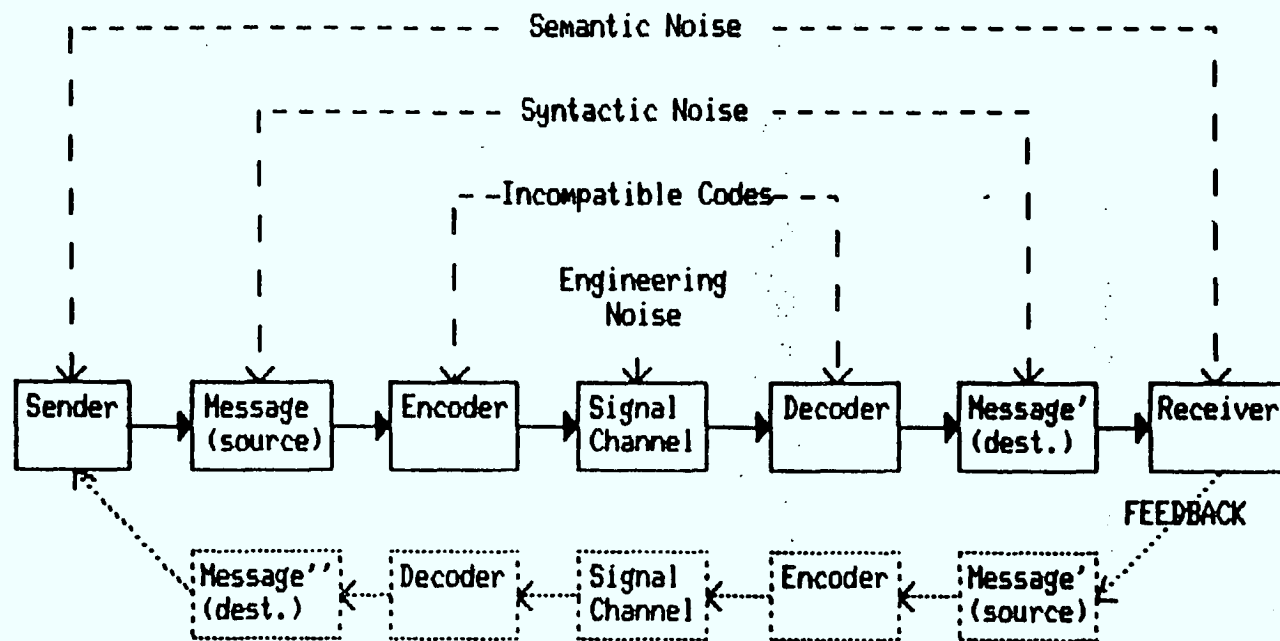 Semantic Noise
Syntactic Noise
Incompatible Codes
Engineering
Noise
Sender
Message
(source)
Encoder
Signal
Channel
Decoder
Message'
(dest.)
Receiver
FEEDBACK
Message''
(dest.)
Decoder
Signal
Channel
Encoder
Message'
(source)